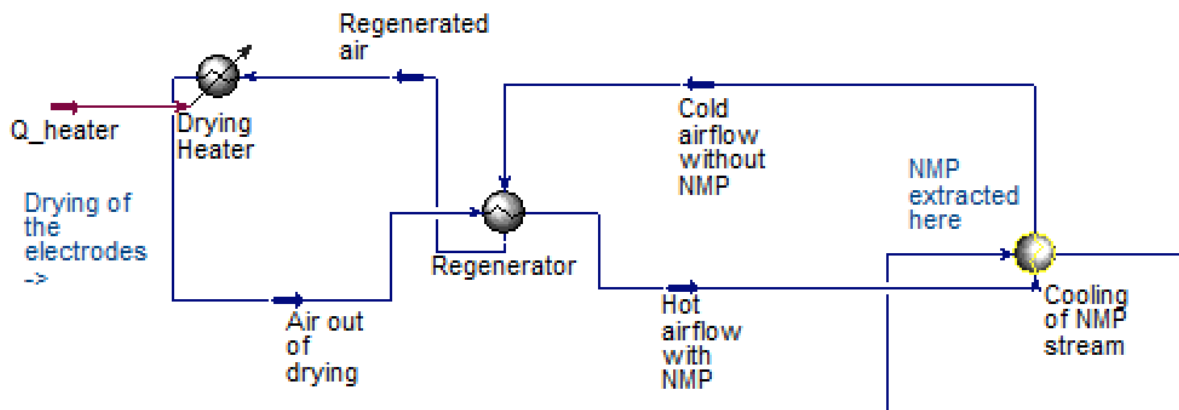 Regenerated
air
Q_heater
Drying
Heater
Cold
airflow
without
NMP
NMP
extracted
here
Drying of
the
electrodes
->
Regenerator
Air out
of
drying
Hot
airflow
with
NMP
Cooling
of NMP
stream